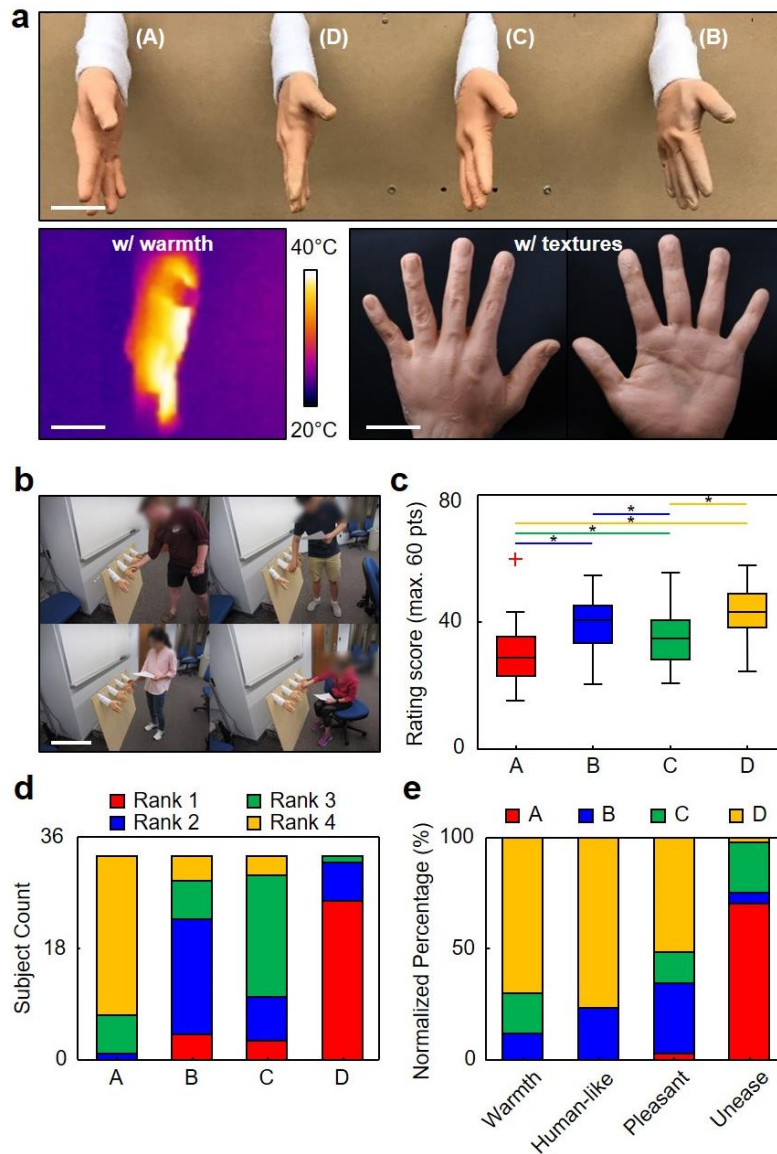 a
(A) (D) (C) (B)
w/ warmth
40°C
20°C
w/ textures
b
c
80
40
0
Rating score (max. 60 pts)
* *
*
*
*
A B C D
d
Rank 1 Rank 3
Rank 2 Rank 4
36
18
0
Subject Count
A B C D
e
A B C D
100
50
0
Normalized Percentage (%)
Warmth
Human-like
Pleasant
Unease